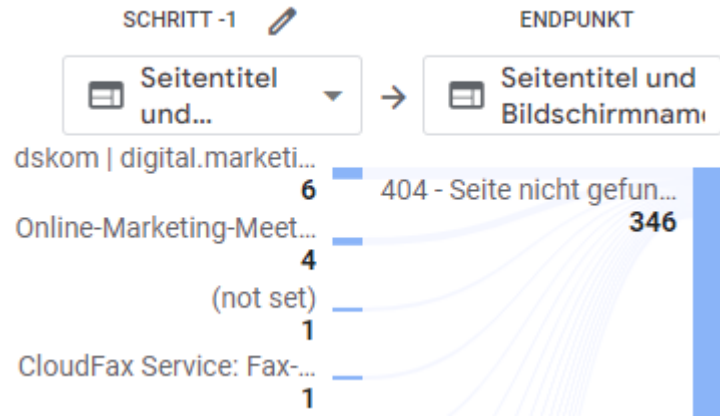 SCHRITT -1
ENDPUNKT
Seitentitel
und...
Seitentitel und
Bildschirmname
dskom | digital.marketi...
6
404 - Seite nicht gefun...
346
Online-Marketing-Meet...
4
(not set)
1
CloudFax Service: Fax-...
1